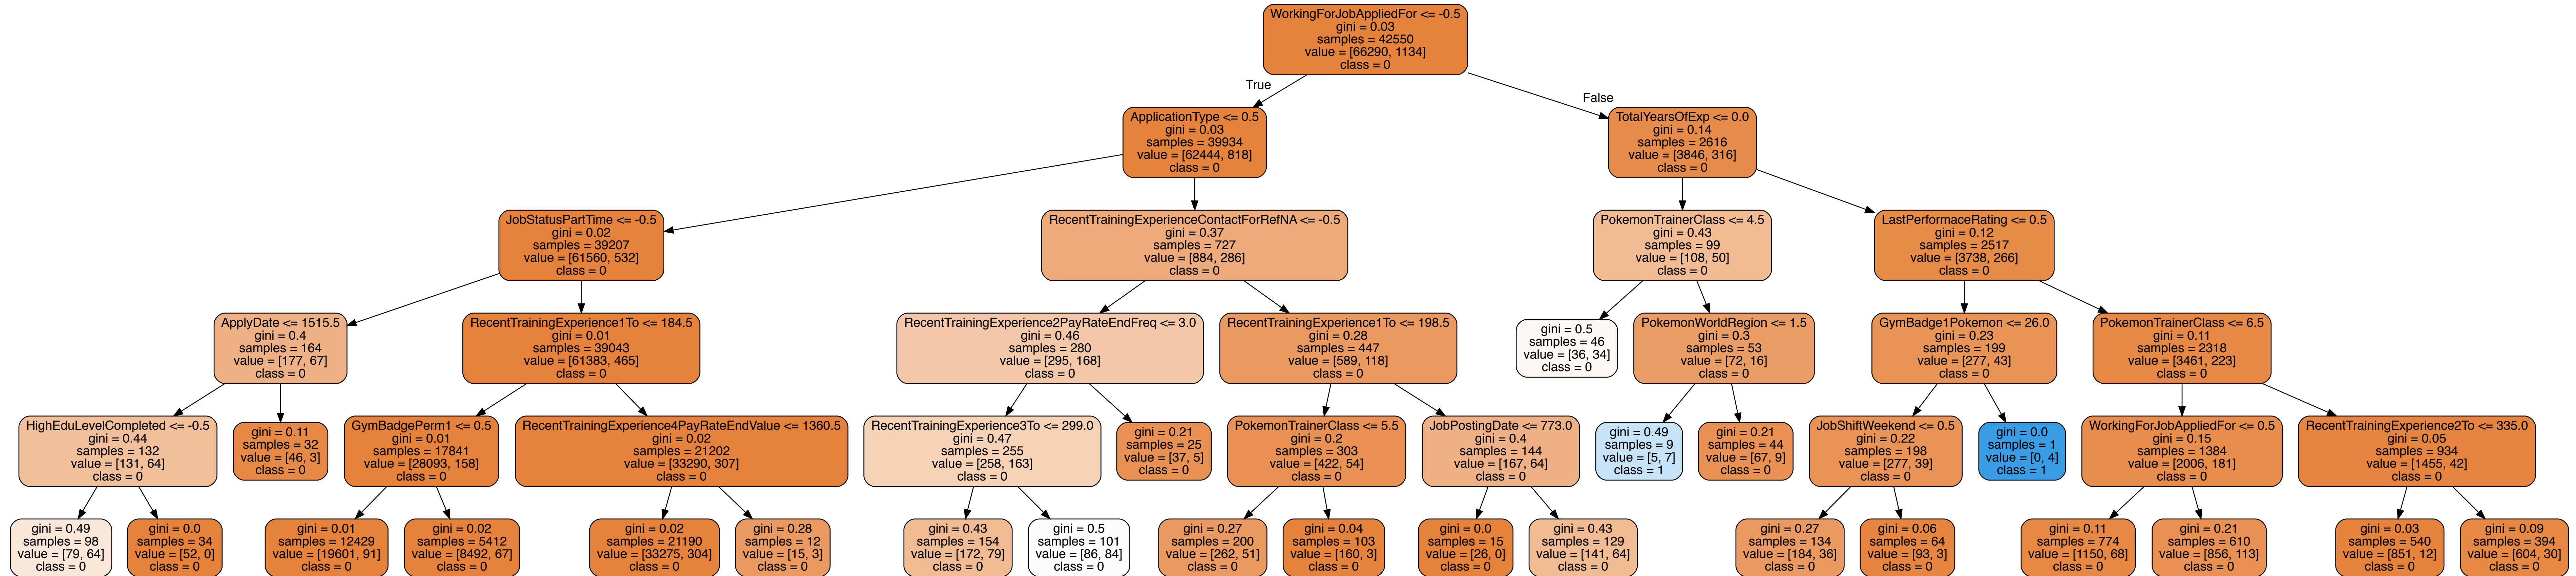 WorkingForJobAppliedFor <= -0.5
gini = 0.03
samples = 42550
value = [66290, 1134]
class = 0
True
False
ApplicationType <= 0.5
gini = 0.03
samples = 39934
value = [62444, 818]
class = 0
TotalYearsOfExp <= 0.0
gini = 0.14
samples = 2616
value = [3846, 316]
class = 0
JobStatusPartTime <= -0.5
gini = 0.02
samples = 39207
value = [61560, 532]
class = 0
RecentTrainingExperienceContactForRefNA <= -0.5
gini = 0.37
samples = 727
value = [884, 286]
class = 0
PokemonTrainerClass <= 4.5
gini = 0.43
samples = 99
value = [108, 50]
class = 0
LastPerformaceRating <= 0.5
gini = 0.12
samples = 2517
value = [3738, 266]
class = 0
ApplyDate <= 1515.5
gini = 0.4
samples = 164
value = [177, 67]
class = 0
RecentTrainingExperience1To <= 184.5
gini = 0.01
samples = 39043
value = [61383, 465]
class = 0
RecentTrainingExperience2PayRateEndFreq <= 3.0
gini = 0.46
samples = 280
value = [295, 168]
class = 0
RecentTrainingExperience1To <= 198.5
gini = 0.28
samples = 447
value = [589, 118]
class = 0
gini = 0.5
samples = 46
value = [36, 34]
class = 0
PokemonWorldRegion <= 1.5
gini = 0.3
samples = 53
value = [72, 16]
class = 0
GymBadge1Pokemon <= 26.0
gini = 0.23
samples = 199
value = [277, 43]
class = 0
PokemonTrainerClass <= 6.5
gini = 0.11
samples = 2318
value = [3461, 223]
class = 0
HighEduLevelCompleted <= -0.5
gini = 0.44
samples = 132
value = [131, 64]
class = 0
gini = 0.11
samples = 32
value = [46, 3]
class = 0
GymBadgePerm1 <= 0.5
gini = 0.01
samples = 17841
value = [28093, 158]
class = 0
RecentTrainingExperience4PayRateEndValue <= 1360.5
gini = 0.02
samples = 21202
value = [33290, 307]
class = 0
RecentTrainingExperience3To <= 299.0
gini = 0.47
samples = 255
value = [258, 163]
class = 0
gini = 0.21
samples = 25
value = [37, 5]
class = 0
PokemonTrainerClass <= 5.5
gini = 0.2
samples = 303
value = [422, 54]
class = 0
JobPostingDate <= 773.0
gini = 0.4
samples = 144
value = [167, 64]
class = 0
gini = 0.49
samples = 9
value = [5, 7]
class = 1
gini = 0.21
samples = 44
value = [67, 9]
class = 0
JobShiftWeekend <= 0.5
gini = 0.22
samples = 198
value = [277, 39]
class = 0
gini = 0.0
samples = 1
value = [0, 4]
class = 1
WorkingForJobAppliedFor <= 0.5
gini = 0.15
samples = 1384
value = [2006, 181]
class = 0
RecentTrainingExperience2To <= 335.0
gini = 0.05
samples = 934
value = [1455, 42]
class = 0
gini = 0.49
samples = 98
value = [79, 64]
class = 0
gini = 0.0
samples = 34
value = [52, 0]
class = 0
gini = 0.01
samples = 12429
value = [19601, 91]
class = 0
gini = 0.02
samples = 5412
value = [8492, 67]
class = 0
gini = 0.02
samples = 21190
value = [33275, 304]
class = 0
gini = 0.28
samples = 12
value = [15, 3]
class = 0
gini = 0.43
samples = 154
value = [172, 79]
class = 0
gini = 0.5
samples = 101
value = [86, 84]
class = 0
gini = 0.27
samples = 200
value = [262, 51]
class = 0
gini = 0.04
samples = 103
value = [160, 3]
class = 0
gini = 0.0
samples = 15
value = [26, 0]
class = 0
gini = 0.43
samples = 129
value = [141, 64]
class = 0
gini = 0.27
samples = 134
value = [184, 36]
class = 0
gini = 0.06
samples = 64
value = [93, 3]
class = 0
gini = 0.11
samples = 774
value = [1150, 68]
class = 0
gini = 0.21
samples = 610
value = [856, 113]
class = 0
gini = 0.03
samples = 540
value = [851, 12]
class = 0
gini = 0.09
samples = 394
value = [604, 30]
class = 0